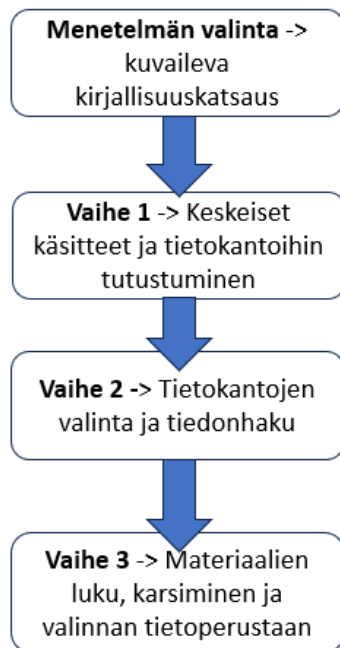 Menetelmän valinta ->
kuvaileva
kirjallisuuskatsaus
Vaihe 1 -> Keskeiset
käsitteet ja tietokantoihin
tutustuminen
Vaihe 2 -> Tietokantojen
valinta ja tiedonhaku
Vaihe 3 -> Materiaalien
luku, karsiminen ja
valinnan tietoperustaan